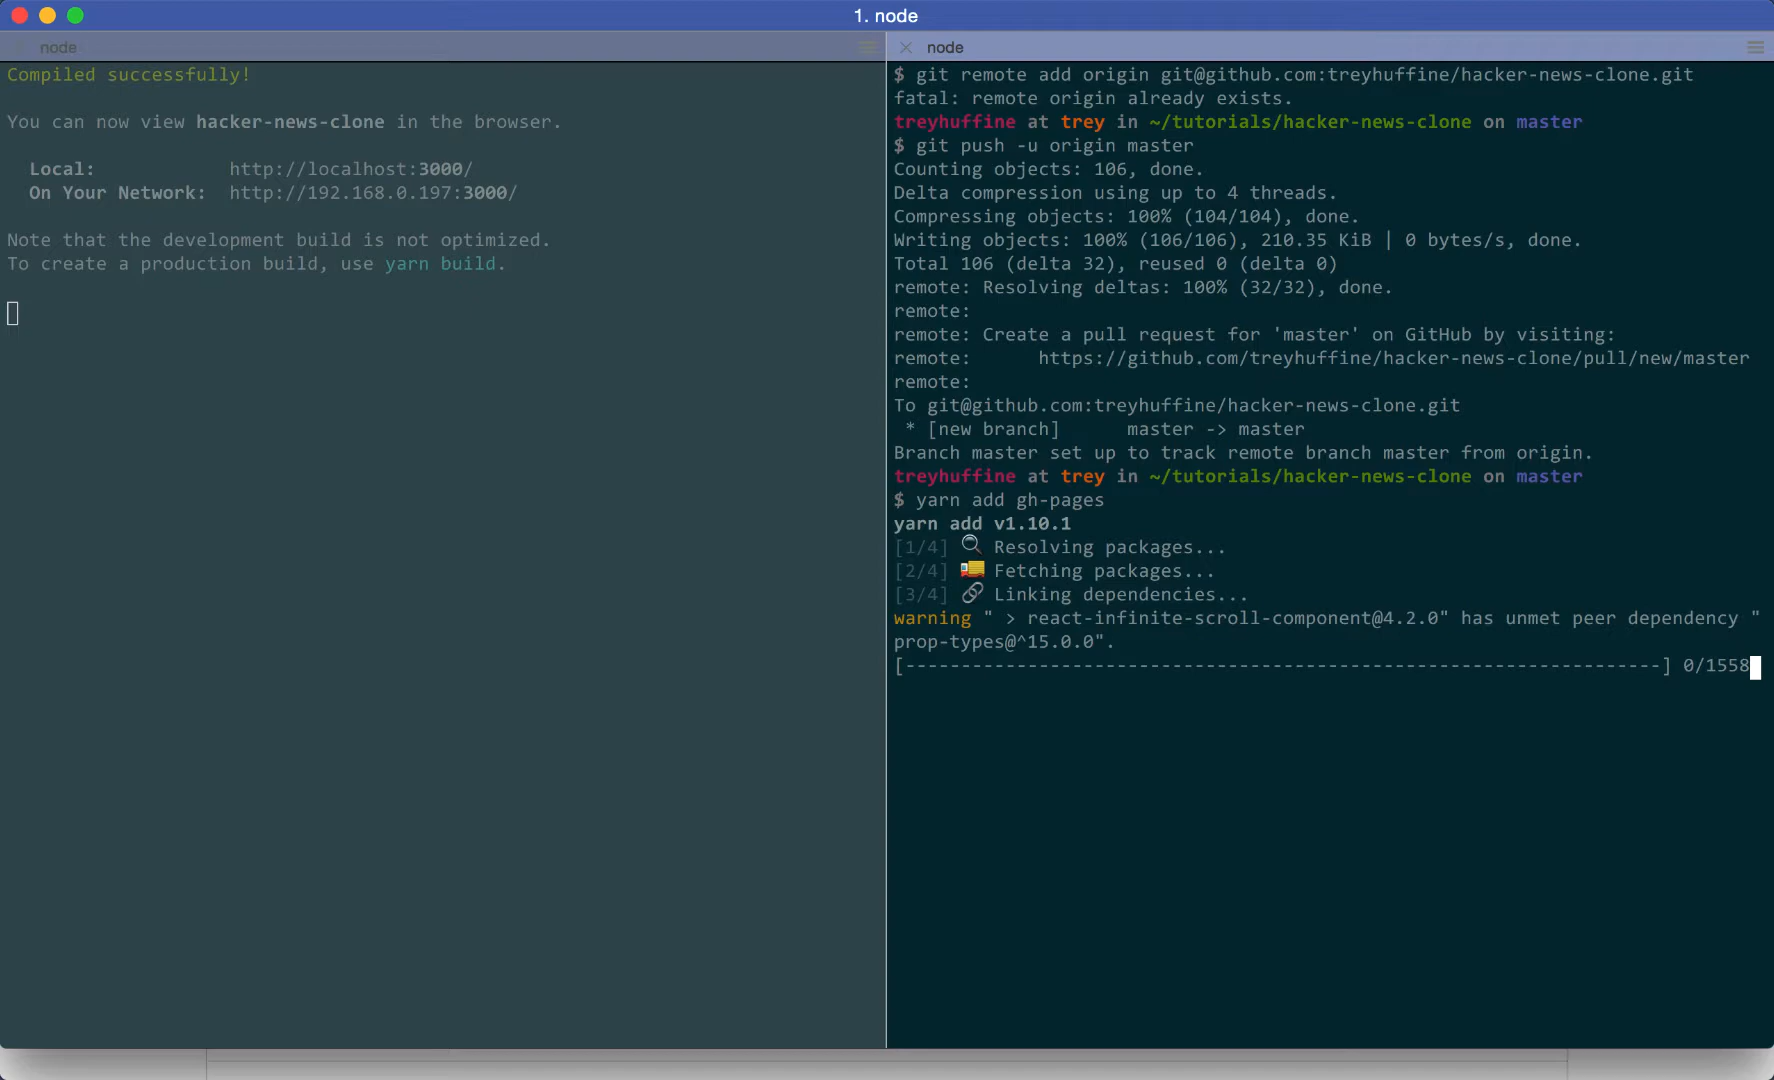 1. node
node
Compiled successfully!
You can now view hacker-news-clone in the browser.
Local: http://localhost:3000/
On Your Network: http://192.168.0.197:3000/
Note that the development build is not optimized.
To create a production build, use yarn build.
node
$ git remote add origin git@github.com:treyhuffine/hacker-news-clone.git
fatal: remote origin already exists.
treyhuffine at trey in ~/tutorials/hacker-news-clone on master
$ git push -u origin master
Counting objects: 106, done.
Delta compression using up to 4 threads.
Compressing objects: 100% (104/104), done.
Writing objects: 100% (106/106), 210.35 KiB | 0 bytes/s, done.
Total 106 (delta 32), reused 0 (delta 0)
remote: Resolving deltas: 100% (32/32), done.
remote:
remote: Create a pull request for 'master' on GitHub by visiting:
remote: https://github.com/treyhuffine/hacker-news-clone/pull/new/master
remote:
To git@github.com:treyhuffine/hacker-news-clone.git
* [new branch] master -> master
Branch master set up to track remote branch master from origin.
treyhuffine at trey in ~/tutorials/hacker-news-clone on master
$ yarn add gh-pages
yarn add v1.10.1
[1/4] 🔍 Resolving packages...
[2/4] 🚚 Fetching packages...
[3/4] 🔗 Linking dependencies...
warning " > react-infinite-scroll-component@4.2.0" has unmet peer dependency "
prop-types@^15.0.0".
[--------------------------------------------------------------------] 0/1558